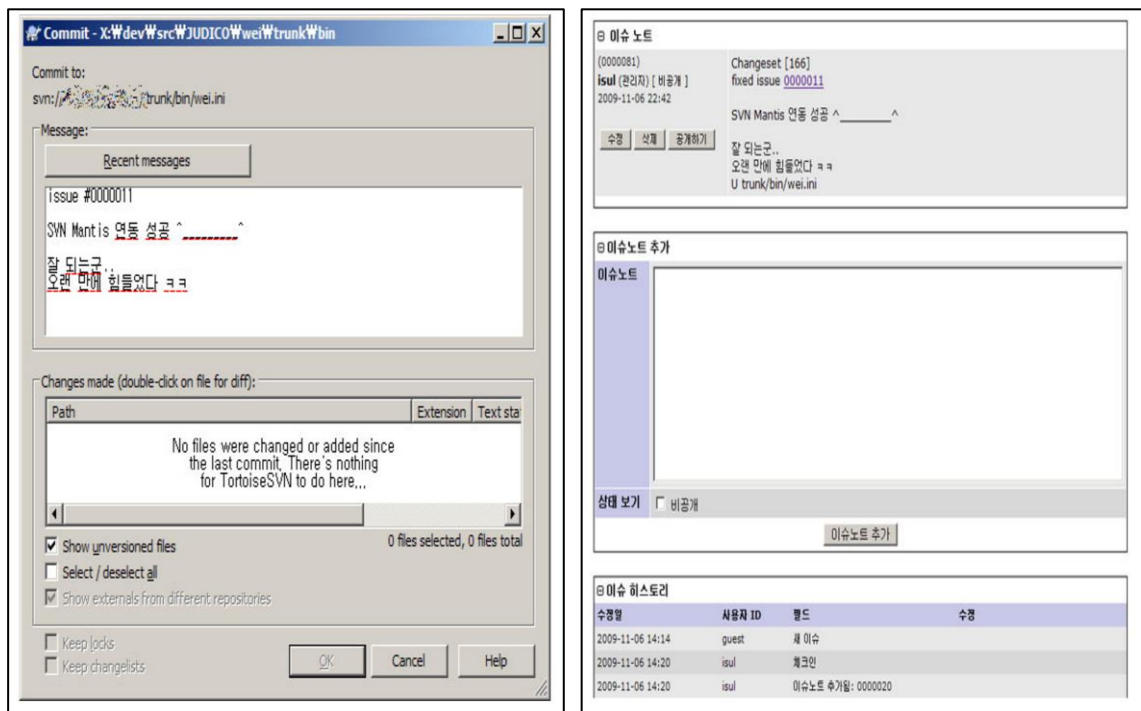 Commit - X:₩dev₩src₩JUDICO₩wei₩trunk₩bin
Commit to:
svn:// /trunk/bin/wei.ini
Message:
Recent messages
issue #0000011
SVN Mantis 연동 성공 ^_________^
잘 되는군..
오랜 만에 힘들었다 ㅋㅋ
Changes made (double-click on file for diff):
Path Extension Text sta
No files were changed or added since
the last commit. There's nothing
for TortoiseSVN to do here...
Show unversioned files
0 files selected, 0 files total
Select / deselect all
Show externals from different repositories
Keep locks
Keep changelists
OK Cancel Help
이슈 노트
(0000081)
isul (관리자) [ 비공개 ]
2009-11-06 22:42
수정 삭제 공개하기
Changeset [166]
fixed issue 0000011
SVN Mantis 연동 성공 ^_________^
잘 되는군..
오랜 만에 힘들었다 ㅋㅋ
U trunk/bin/wei.ini
이슈노트 추가
이슈노트
상태 보기 비공개
이슈노트 추가
이슈 히스토리
수정일 사용자 ID 필드 수정
2009-11-06 14:14 guest 새 이슈
2009-11-06 14:20 isul 체크인
2009-11-06 14:20 isul 이슈노트 추가됨: 0000020